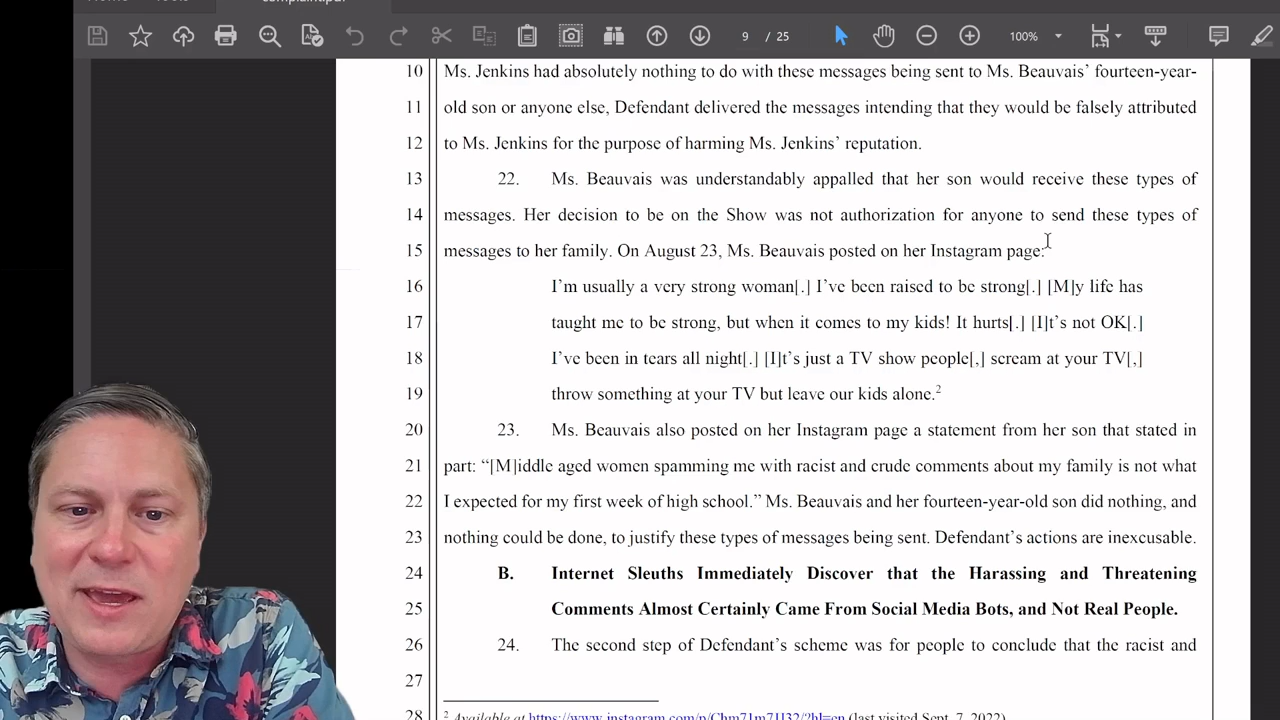 complaint.pdf
9 / 25
100%
10 Ms. Jenkins had absolutely nothing to do with these messages being sent to Ms. Beauvais’ fourteen-year-
11 old son or anyone else, Defendant delivered the messages intending that they would be falsely attributed
12 to Ms. Jenkins for the purpose of harming Ms. Jenkins’ reputation.
13 22. Ms. Beauvais was understandably appalled that her son would receive these types of
14 messages. Her decision to be on the Show was not authorization for anyone to send these types of
15 messages to her family. On August 23, Ms. Beauvais posted on her Instagram page:
16 I’m usually a very strong woman[.] I’ve been raised to be strong[.] [M]y life has
17 taught me to be strong, but when it comes to my kids! It hurts[.] [I]t’s not OK[.]
18 I’ve been in tears all night[.] [I]t’s just a TV show people[,] scream at your TV[,]
19 throw something at your TV but leave our kids alone.2
20 23. Ms. Beauvais also posted on her Instagram page a statement from her son that stated in
21 part: “[M]iddle aged women spamming me with racist and crude comments about my family is not what
22 I expected for my first week of high school.” Ms. Beauvais and her fourteen-year-old son did nothing, and
23 nothing could be done, to justify these types of messages being sent. Defendant’s actions are inexcusable.
24 B. Internet Sleuths Immediately Discover that the Harassing and Threatening
25 Comments Almost Certainly Came From Social Media Bots, and Not Real People.
26 24. The second step of Defendant’s scheme was for people to conclude that the racist and
27
28 2 Available at (last visited Sept. 7, 2022)